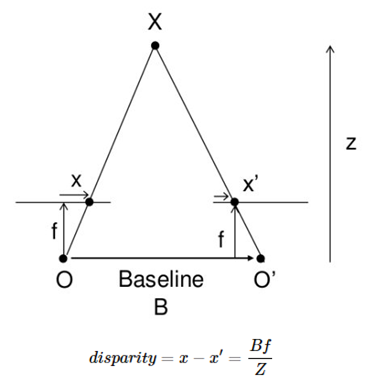 X
z
x
x’
f
f
O
Baseline
O’
B
disparity = x − x′ = Bf/Z